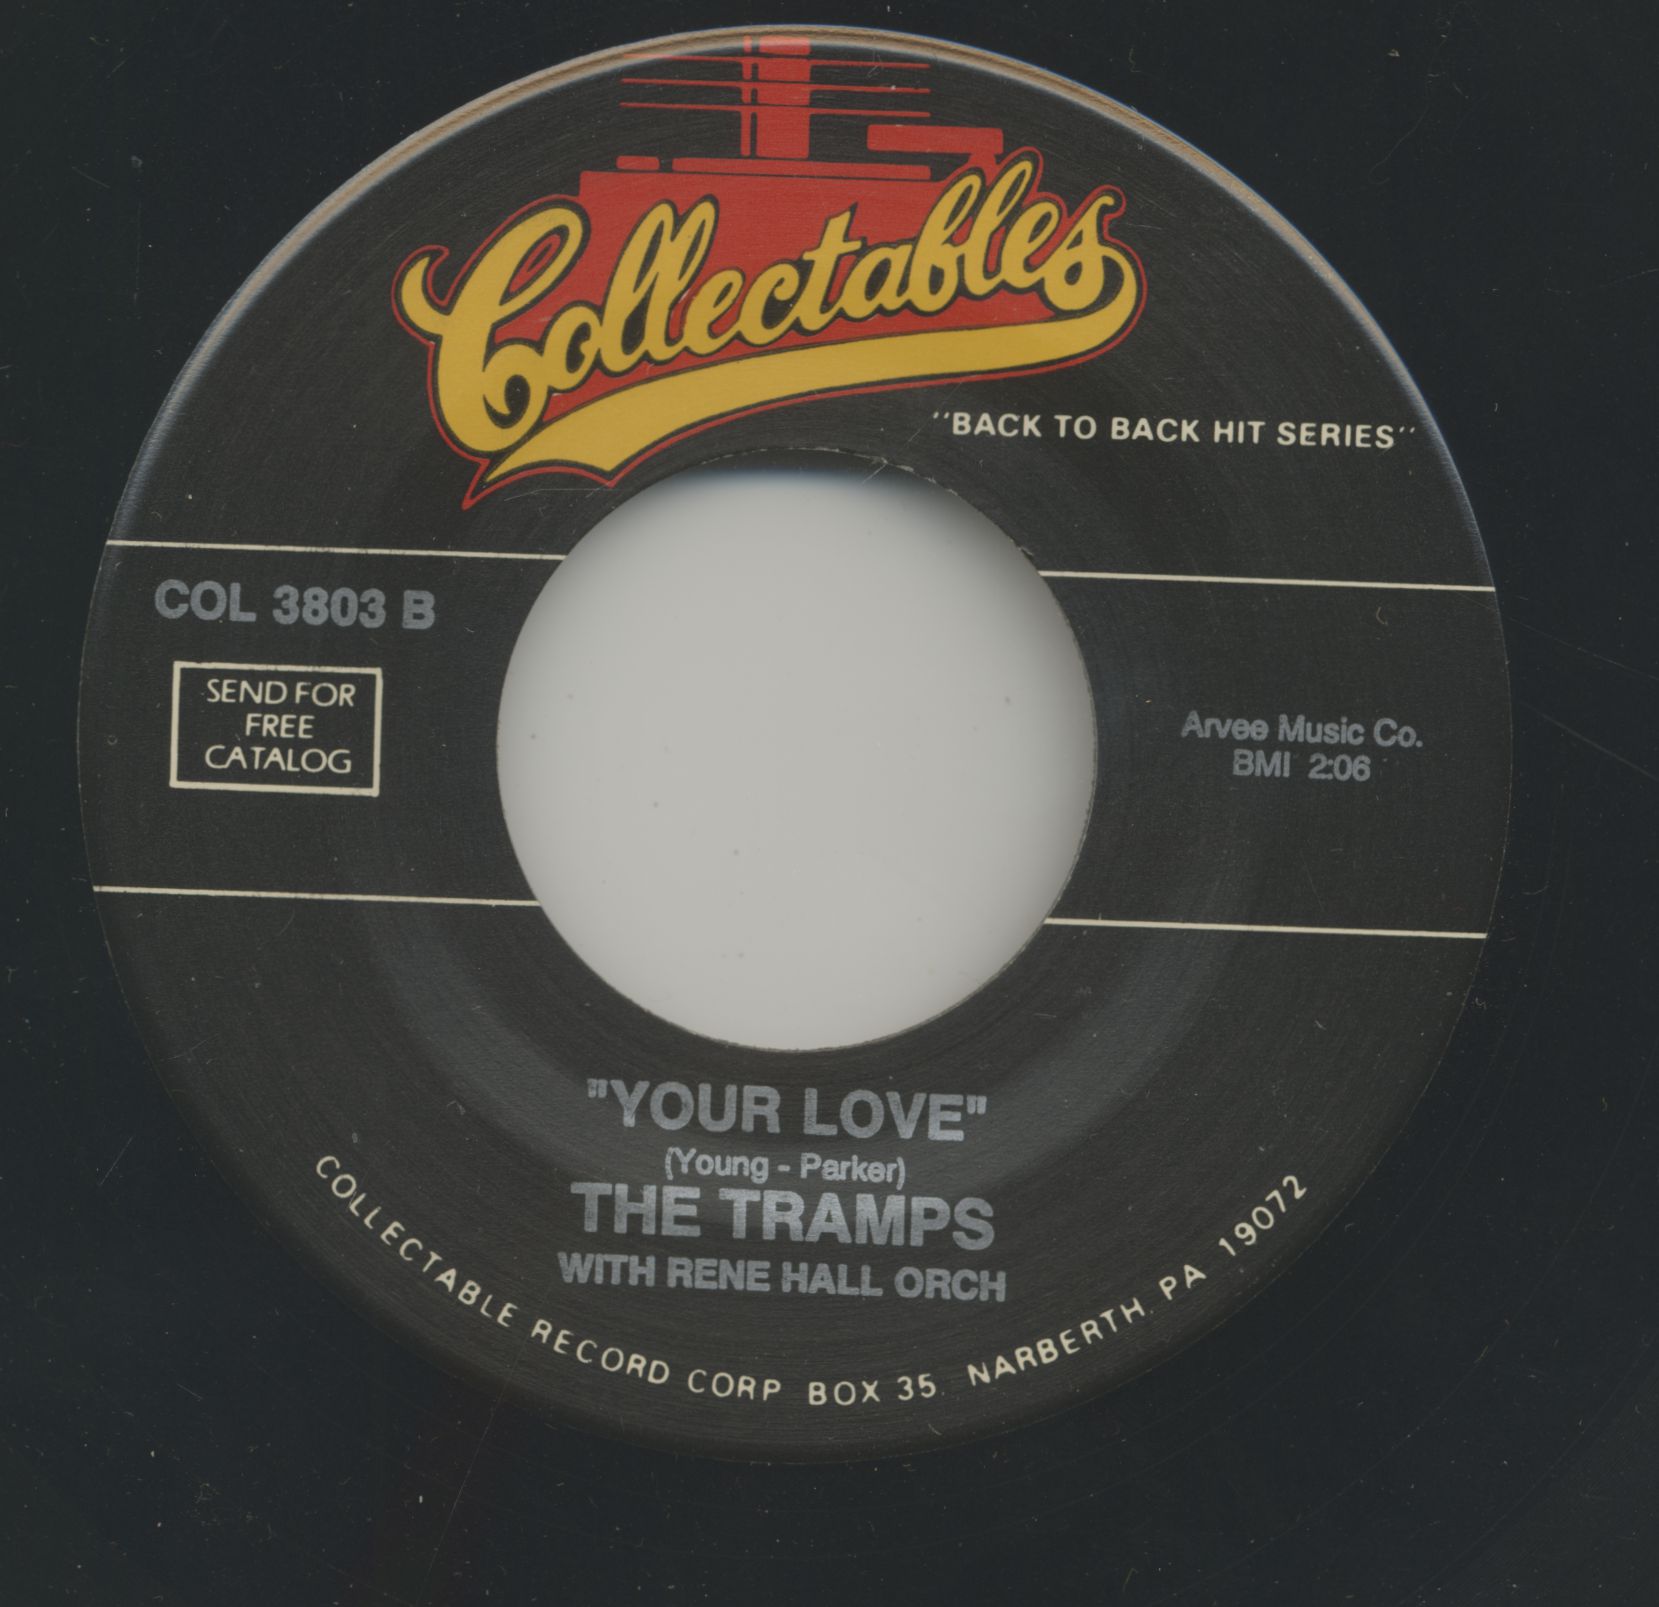 Collectables
"BACK TO BACK HIT SERIES"
COL 3803 B
SEND FOR
FREE
CATALOG
Arvee Music Co.
BMI 2:06
"YOUR LOVE"
(Young - Parker)
THE TRAMPS
WITH RENE HALL ORCH
COLLECTABLE RECORD CORP BOX 35. NARBERTH, PA 19072